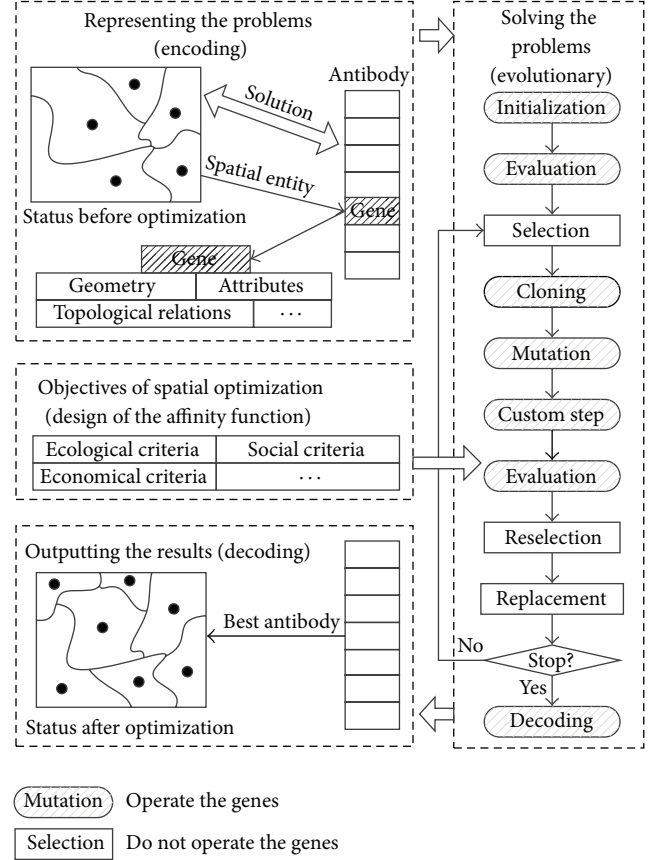 Representing the problems
(encoding)
Antibody
Solution
Spatial entity
Status before optimization
Gene
Gene
Geometry
Attributes
Topological relations
...
Objectives of spatial optimization
(design of the affinity function)
Ecological criteria
Social criteria
Economical criteria
...
Outputting the results (decoding)
Best antibody
Status after optimization
Solving the
problems
(evolutionary)
Initialization
Evaluation
Selection
Cloning
Mutation
Custom step
Evaluation
Reselection
Replacement
No
Stop?
Yes
Decoding
Mutation
Operate the genes
Selection
Do not operate the genes